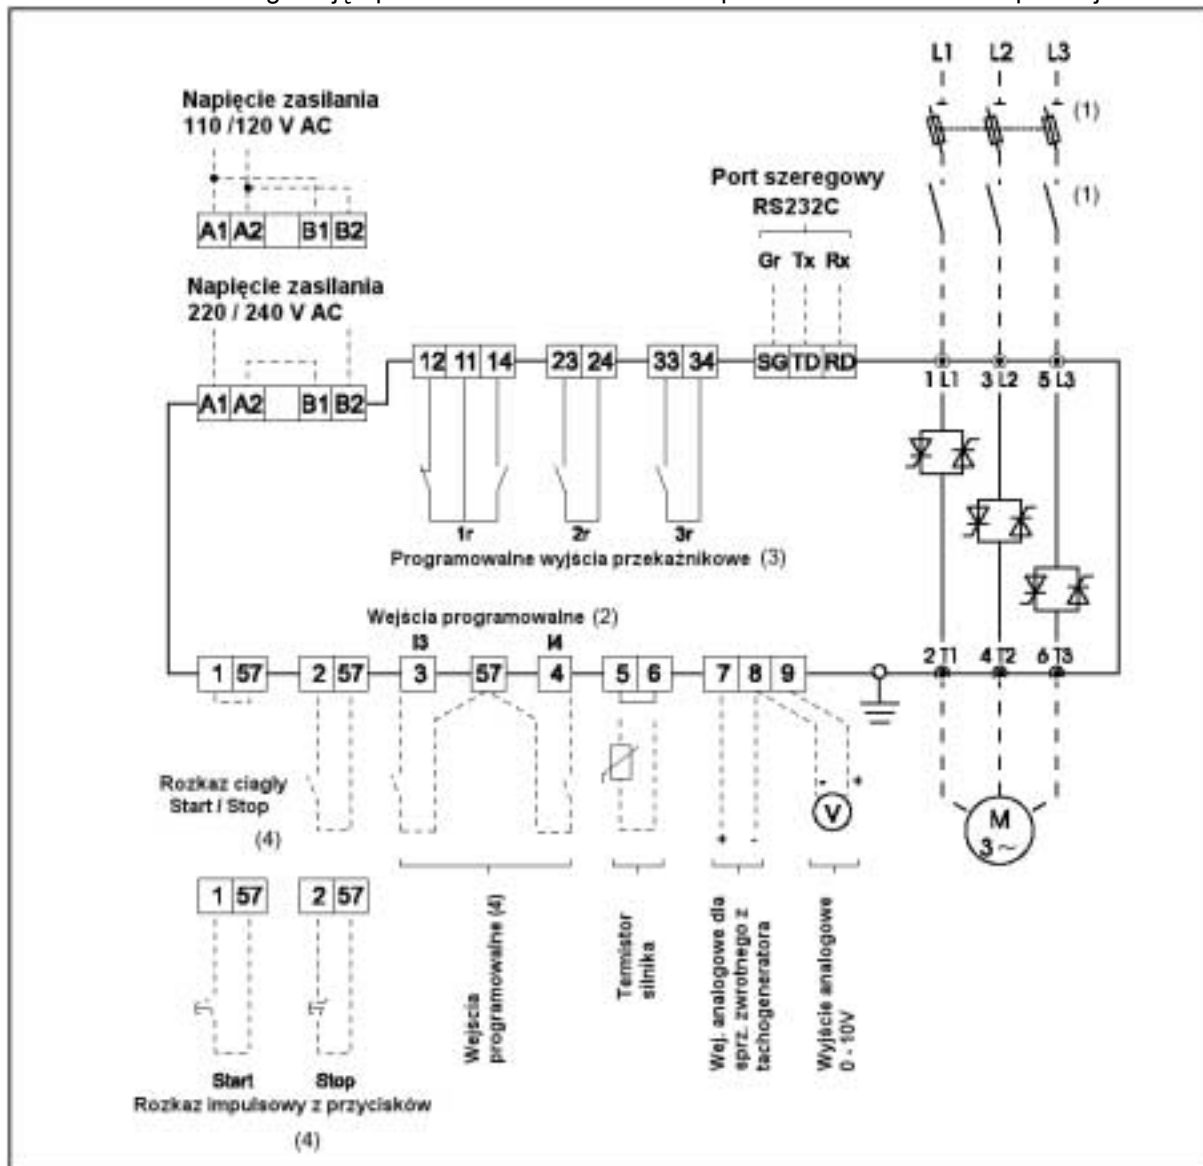 L1 L2 L3
Napięcie zasilania
110 /120 V AC
(1)
Port szeregowy
RS232C
(1)
A1 A2 B1 B2
Gr Tx Rx
Napięcie zasilania
220 / 240 V AC
12 11 14 23 24 33 34 SG TD RD
1 L1 3 L2 5 L3
A1 A2 B1 B2
1r 2r 3r
Programowalne wyjścia przekaźnikowe (3)
Wejścia programowalne (2)
I3 I4
2 T1 4 T2 6 T3
1 57 2 57 3 57 4 5 6 7 8 9
Rozkaz ciagly
Start / Stop
(4)
- +
V
M
3 ~
+ -
1 57 2 57
Wejscia
programowalne (4)
Termistor
silnika
Wej. analogowe dla
sprz. zwrotnego z
tachogeneratora
Wyjście analogowe
0 - 10V
Start Stop
Rozkaz impulsowy z przycisków
(4)